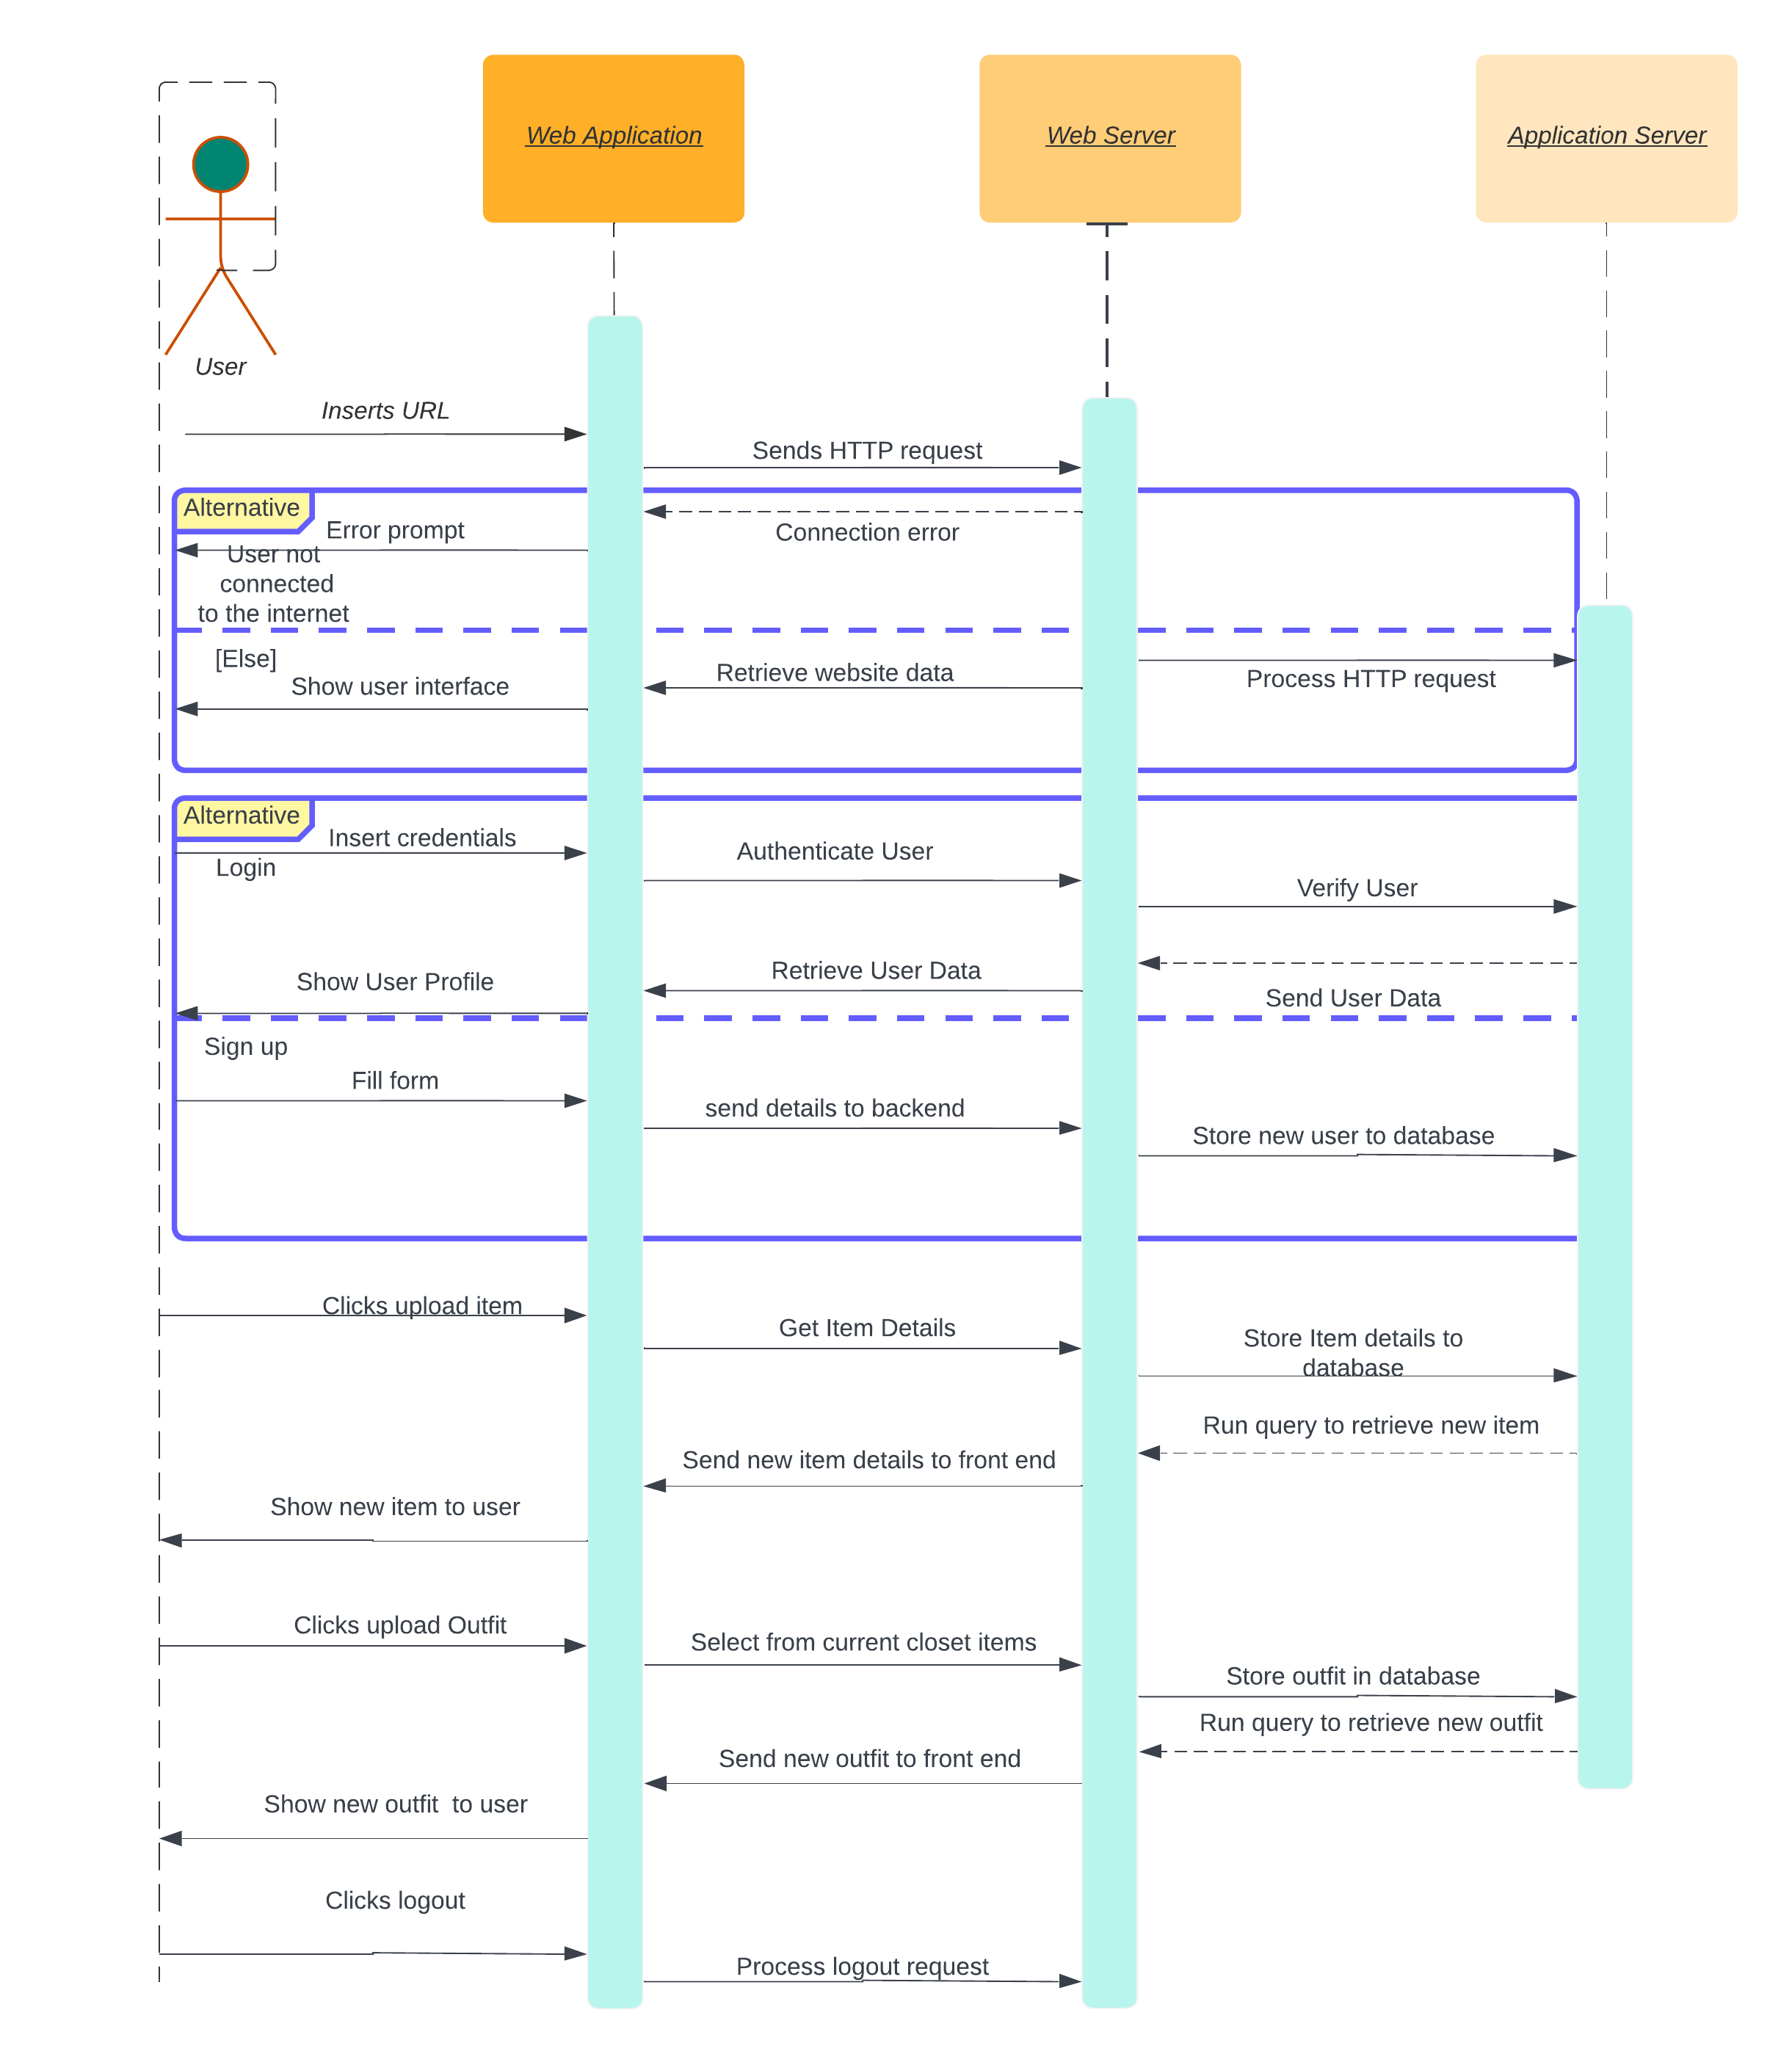 Web Application
Web Server
Application Server
User
Inserts URL
Sends HTTP request
Alternative
Connection error
Error prompt
User not
connected
to the internet
[Else]
Process HTTP request
Retrieve website data
Show user interface
Alternative
Insert credentials
Login
Authenticate User
Verify User
Send User Data
Retrieve User Data
Show User Profile
Sign up
Fill form
send details to backend
Store new user to database
Clicks upload item
Get Item Details
Store Item details to
database
Run query to retrieve new item
Send new item details to front end
Show new item to user
Clicks upload Outfit
Select from current closet items
Store outfit in database
Run query to retrieve new outfit
Send new outfit to front end
Show new outfit  to user
Clicks logout
Process logout request